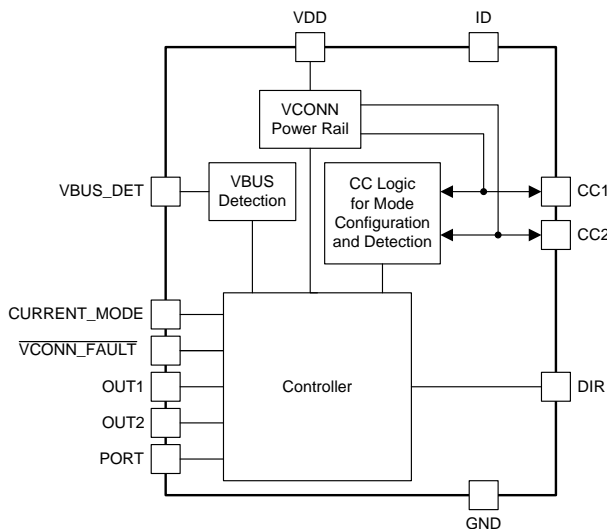 VDD
ID
VCONN
Power Rail
VBUS_DET
VBUS
Detection
CC Logic
for Mode
Configuration
and Detection
CC1
CC2
CURRENT_MODE
VCONN_FAULT
OUT1
Controller
DIR
OUT2
PORT
GND